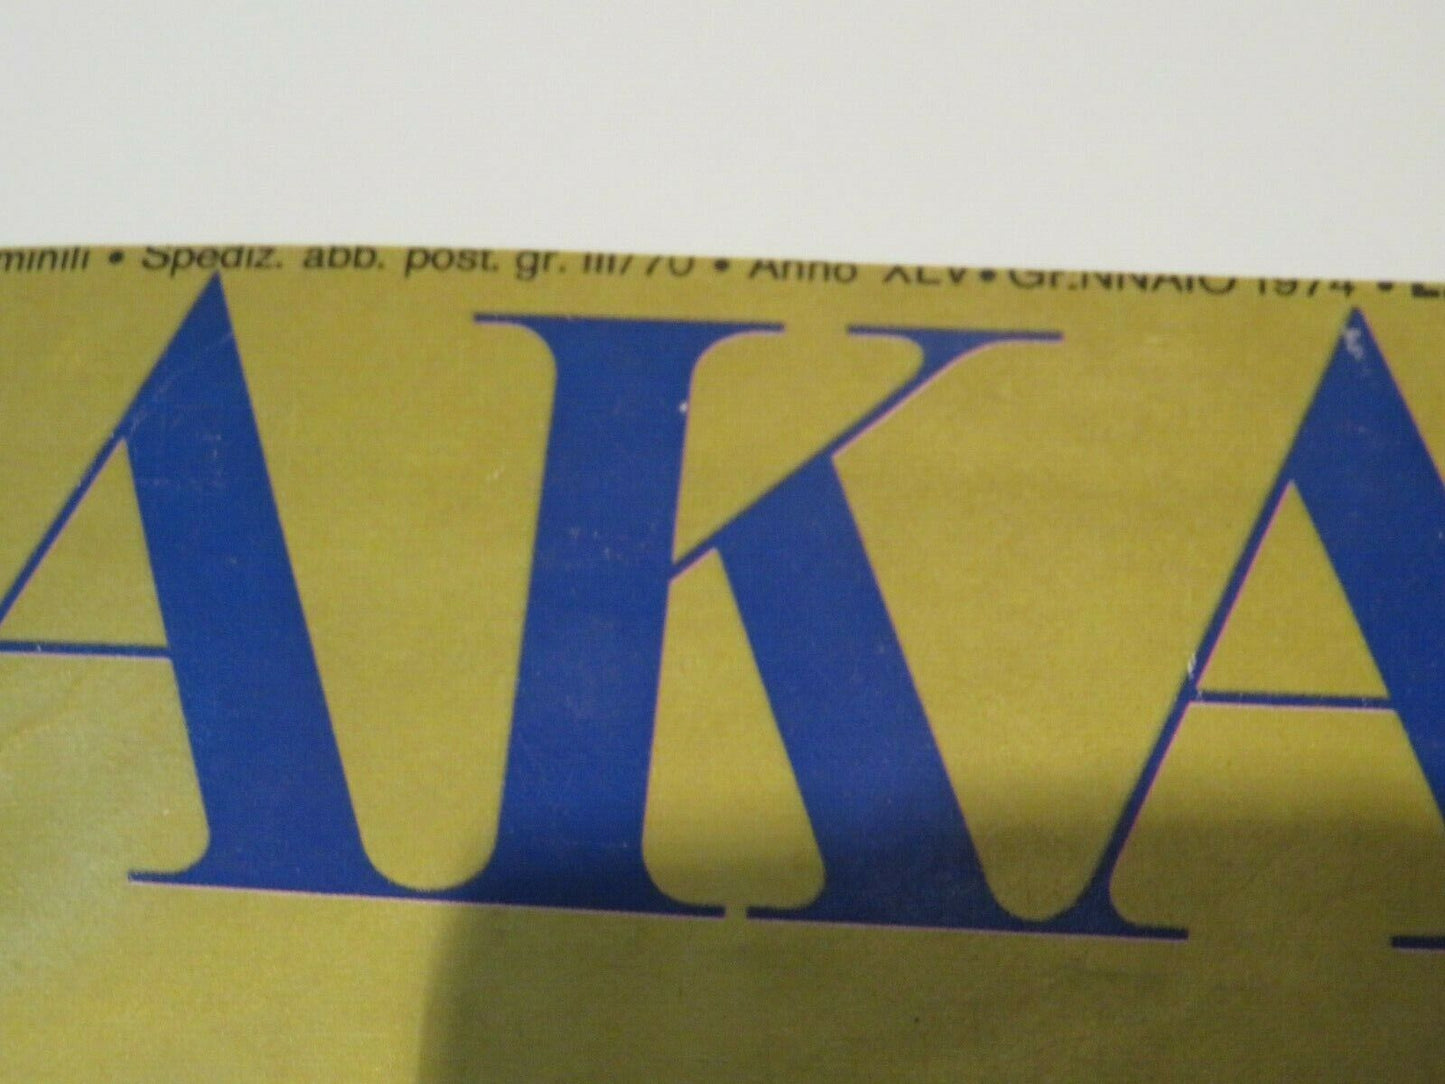 minili • Spediz. abb. post. gr. III/70 • Anno XLV • GENNAIO 1974 •
AKA